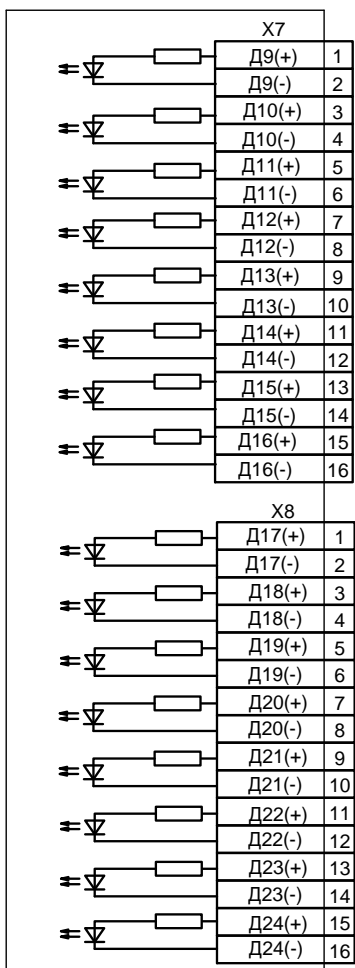 X7
Д9(+) 1
Д9(-) 2
Д10(+) 3
Д10(-) 4
Д11(+) 5
Д11(-) 6
Д12(+) 7
Д12(-) 8
Д13(+) 9
Д13(-) 10
Д14(+) 11
Д14(-) 12
Д15(+) 13
Д15(-) 14
Д16(+) 15
Д16(-) 16
X8
Д17(+) 1
Д17(-) 2
Д18(+) 3
Д18(-) 4
Д19(+) 5
Д19(-) 6
Д20(+) 7
Д20(-) 8
Д21(+) 9
Д21(-) 10
Д22(+) 11
Д22(-) 12
Д23(+) 13
Д23(-) 14
Д24(+) 15
Д24(-) 16